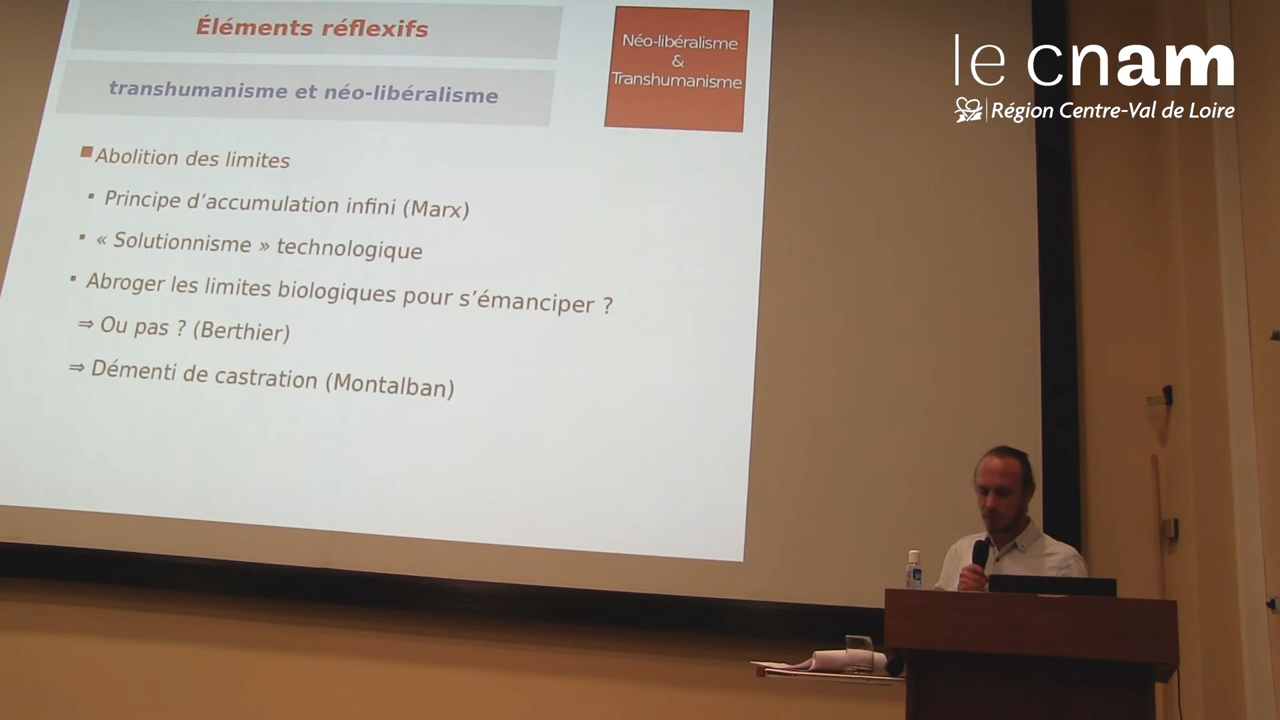 Éléments réflexifs
transhumanisme et néo-libéralisme
Néo-libéralisme
&
Transhumanisme
Abolition des limites
Principe d'accumulation infini (Marx)
« Solutionnisme » technologique
Abroger les limites biologiques pour s'émanciper ?
⇒ Ou pas ? (Berthier)
⇒ Démenti de castration (Montalban)
le cnam
Région Centre-Val de Loire